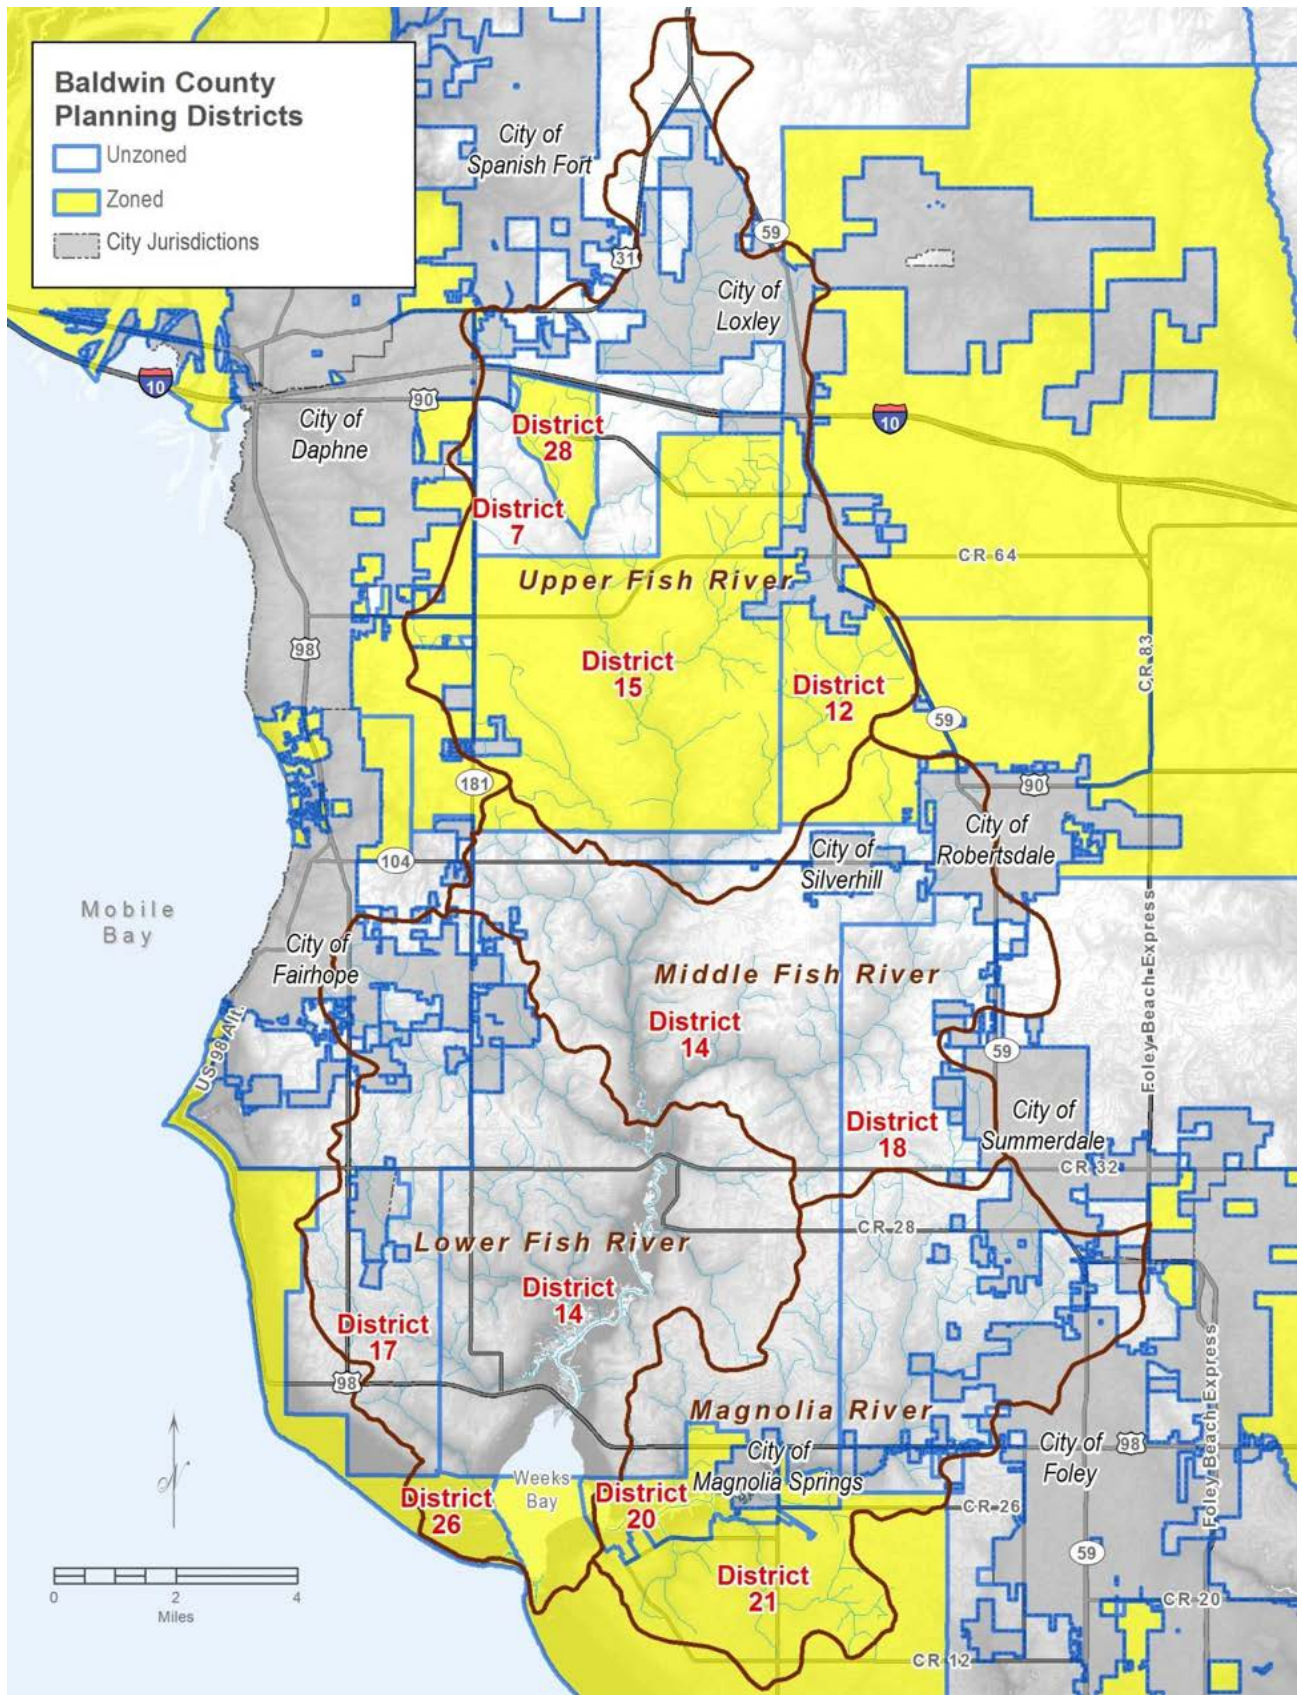 Baldwin County
Planning Districts
Unzoned
Zoned
City Jurisdictions
City of
Spanish Fort
59
31
City of
Loxley
10
90
City of
Daphne
10
District
28
District
7
CR 64
Upper Fish River
98
District
15
District
12
CR 83
59
181
90
City of
Robertsdale
104
City of
Silverhill
Mobile
Bay
City of
Fairhope
Middle Fish River
Foley Beach Express
District
14
US 98 Alt.
59
City of
Summerdale
District
18
CR 32
CR 28
Lower Fish River
District
14
District
17
98
Foley Beach Express
Magnolia River
City of
Magnolia Springs
City of
Foley
98
Weeks
Bay
District
26
District
20
CR 26
N
59
District
21
0
2
4
Miles
CR 20
CR 12